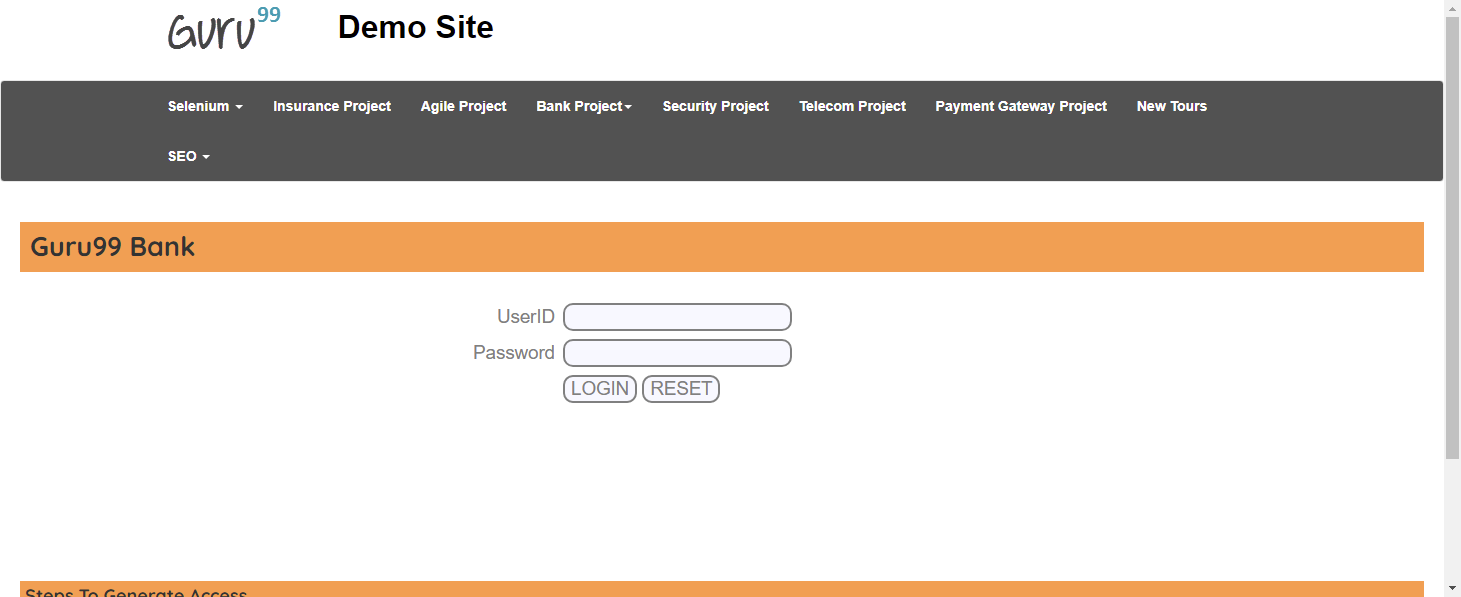 Guru99
Demo Site
Selenium Insurance Project Agile Project Bank Project Security Project Telecom Project Payment Gateway Project New Tours
SEO
Guru99 Bank
UserID
Password
LOGIN RESET
Steps To Generate Access